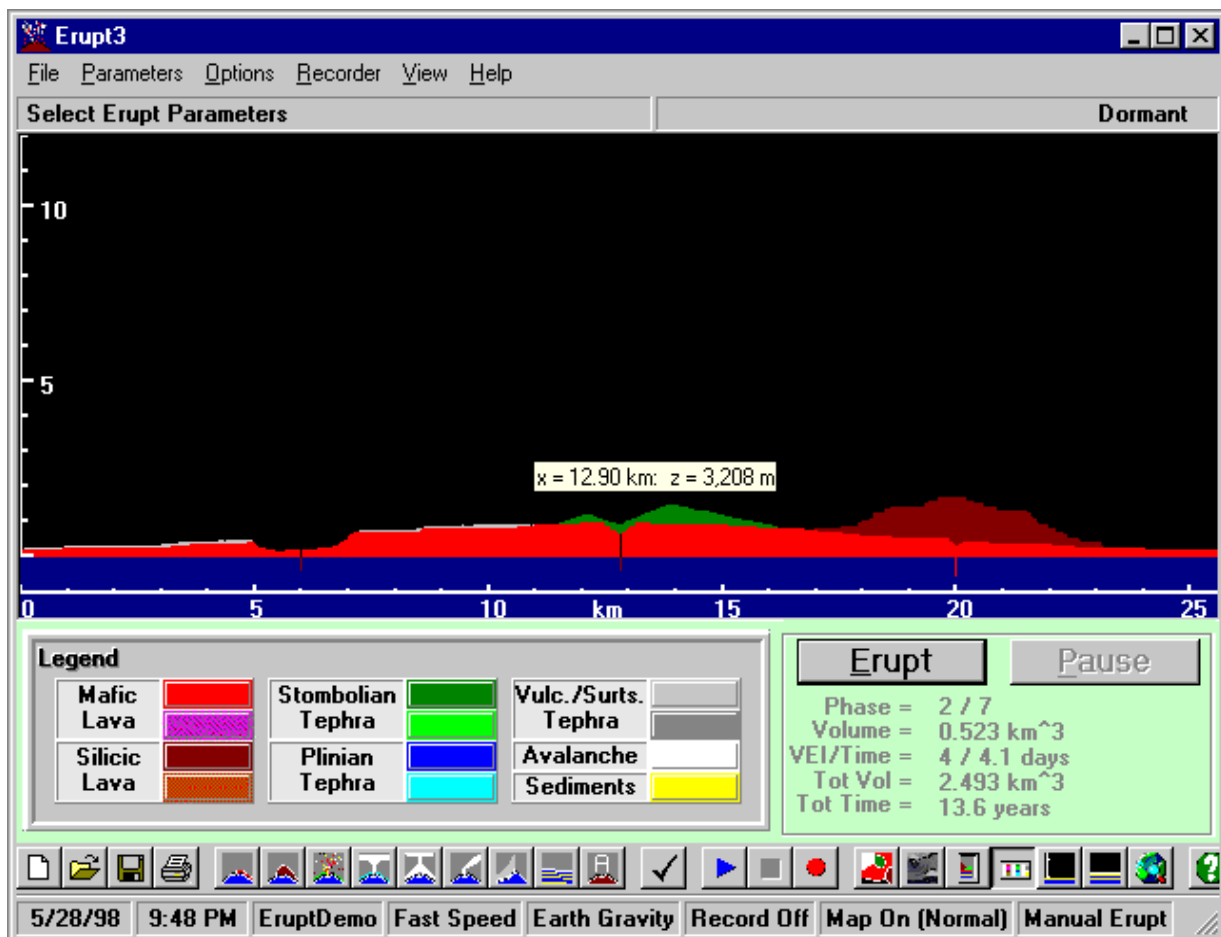 Erupt3
File Parameters Options Recorder View Help
Select Erupt Parameters Dormant
10
5
x = 12.90 km: z = 3,208 m
0 5 10 km 15 20 25
Legend
Mafic Lava
Stombolian Tephra
Vulc./Surts. Tephra
Silicic Lava
Plinian Tephra
Avalanche
Sediments
Erupt Pause
Phase = 2 / 7
Volume = 0.523 km^3
VEI/Time = 4 / 4.1 days
Tot Vol = 2.493 km^3
Tot Time = 13.6 years
5/28/98 9:48 PM EruptDemo Fast Speed Earth Gravity Record Off Map On (Normal) Manual Erupt